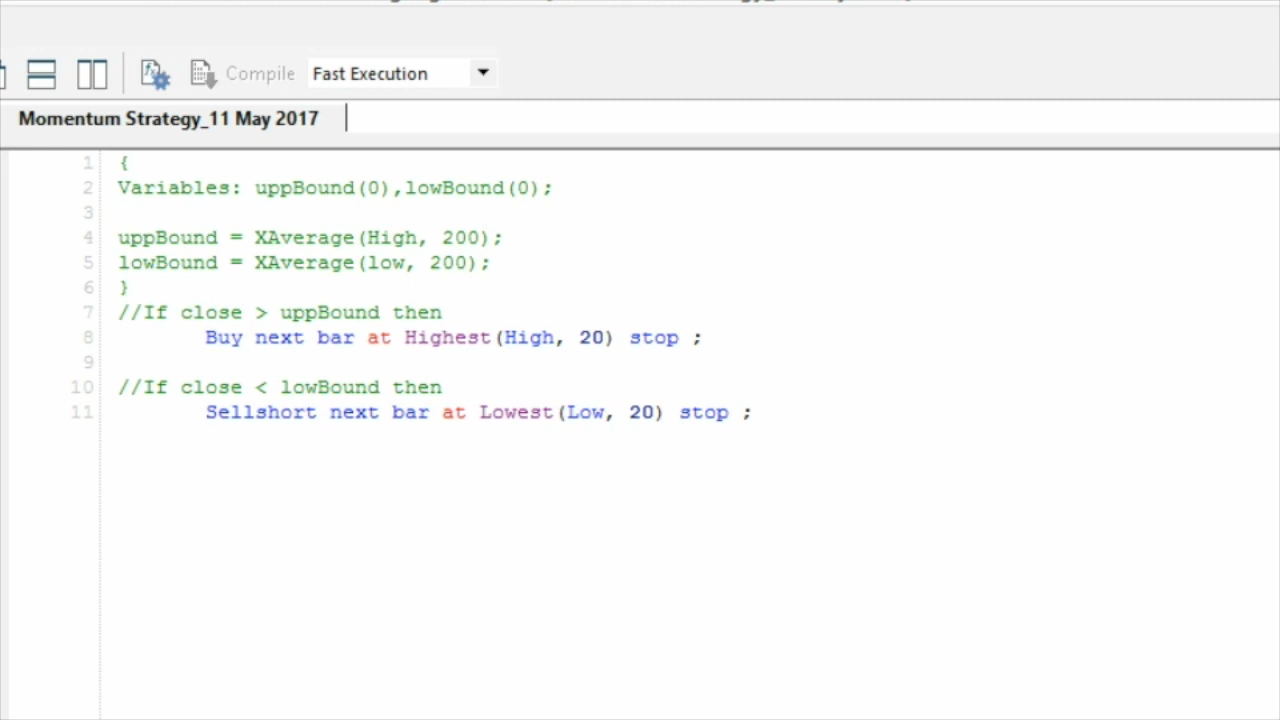 Compile Fast Execution
Momentum Strategy_11 May 2017
1 {
2 Variables: uppBound(0),lowBound(0);
3
4 uppBound = XAverage(High, 200);
5 lowBound = XAverage(low, 200);
6 }
7 //If close > uppBound then
8 Buy next bar at Highest(High, 20) stop ;
9
10 //If close < lowBound then
11 Sellshort next bar at Lowest(Low, 20) stop ;